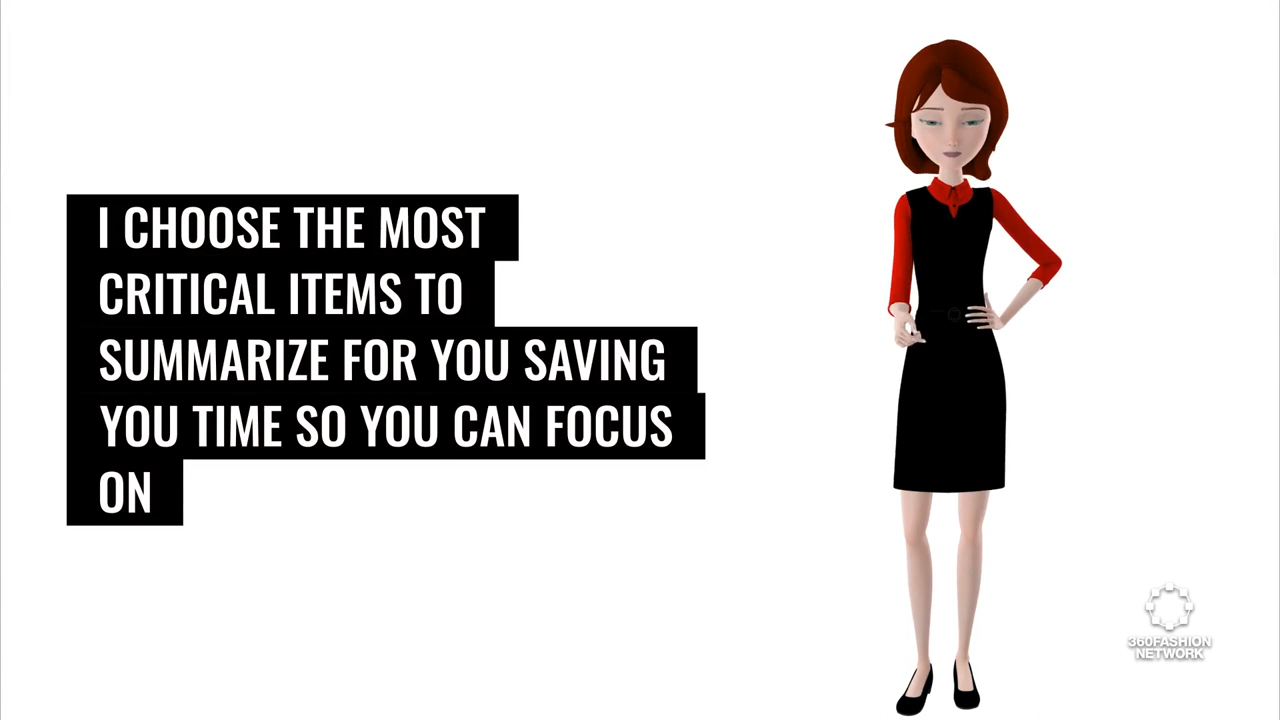 I CHOOSE THE MOST
CRITICAL ITEMS TO
SUMMARIZE FOR YOU SAVING
YOU TIME SO YOU CAN FOCUS
ON
360FASHION
NETWORK